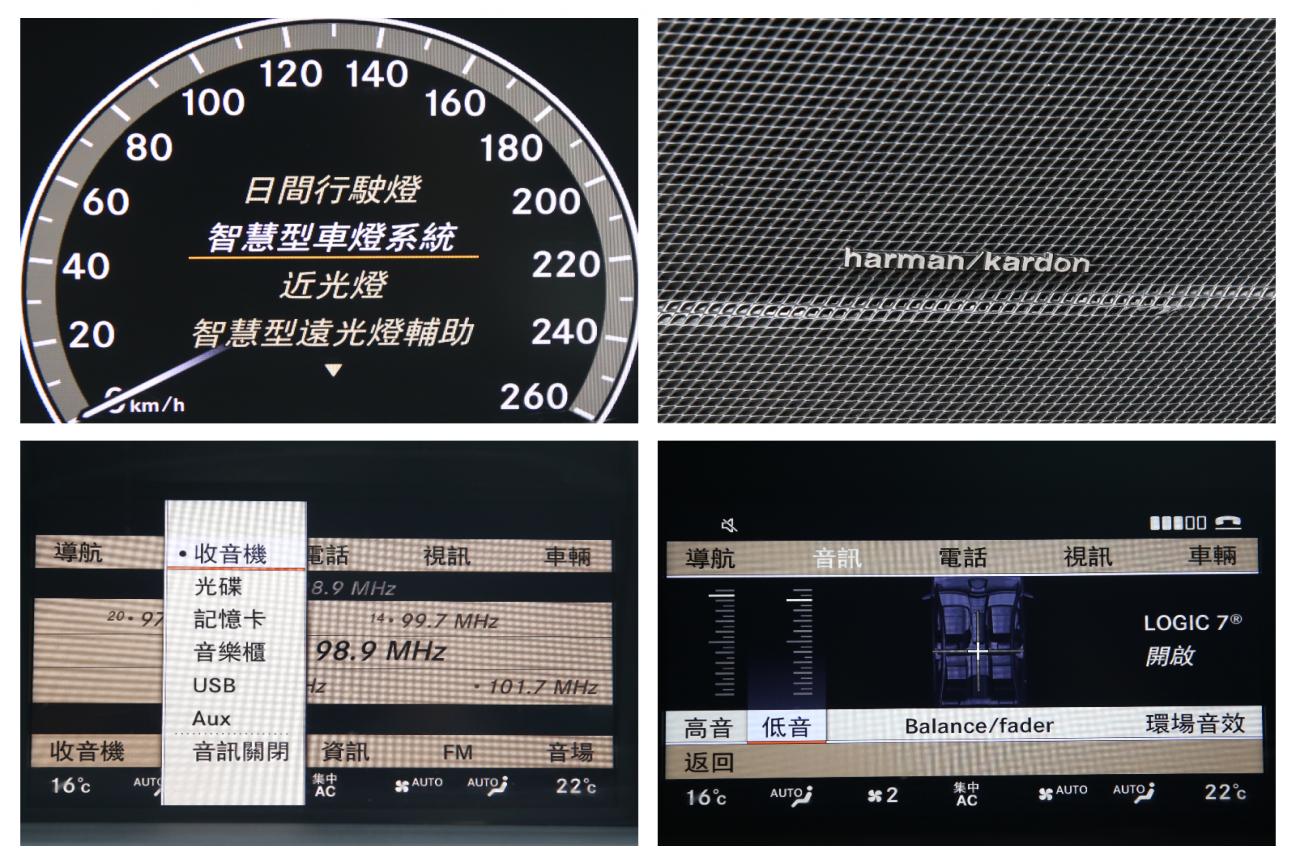 120 140
100 160
80 180
60 200
40 220
20 240
0 km/h 260
日間行駛燈
智慧型車燈系統
近光燈
智慧型遠光燈輔助
harman/kardon
導航 電話 視訊 車輛
收音機
光碟
記憶卡
音樂櫃
USB
Aux
音訊關閉
8.9 MHz
20 • 97 14 • 99.7 MHz
98.9 MHz
Hz • 101.7 MHz
收音機 資訊 FM 音場
16°c AUTO 集中 AC AUTO AUTO 22°c
導航 音訊 電話 視訊 車輛
LOGIC 7®
開啟
高音 低音 Balance/fader 環場音效
返回
16°c AUTO 2 集中 AC AUTO AUTO 22°c